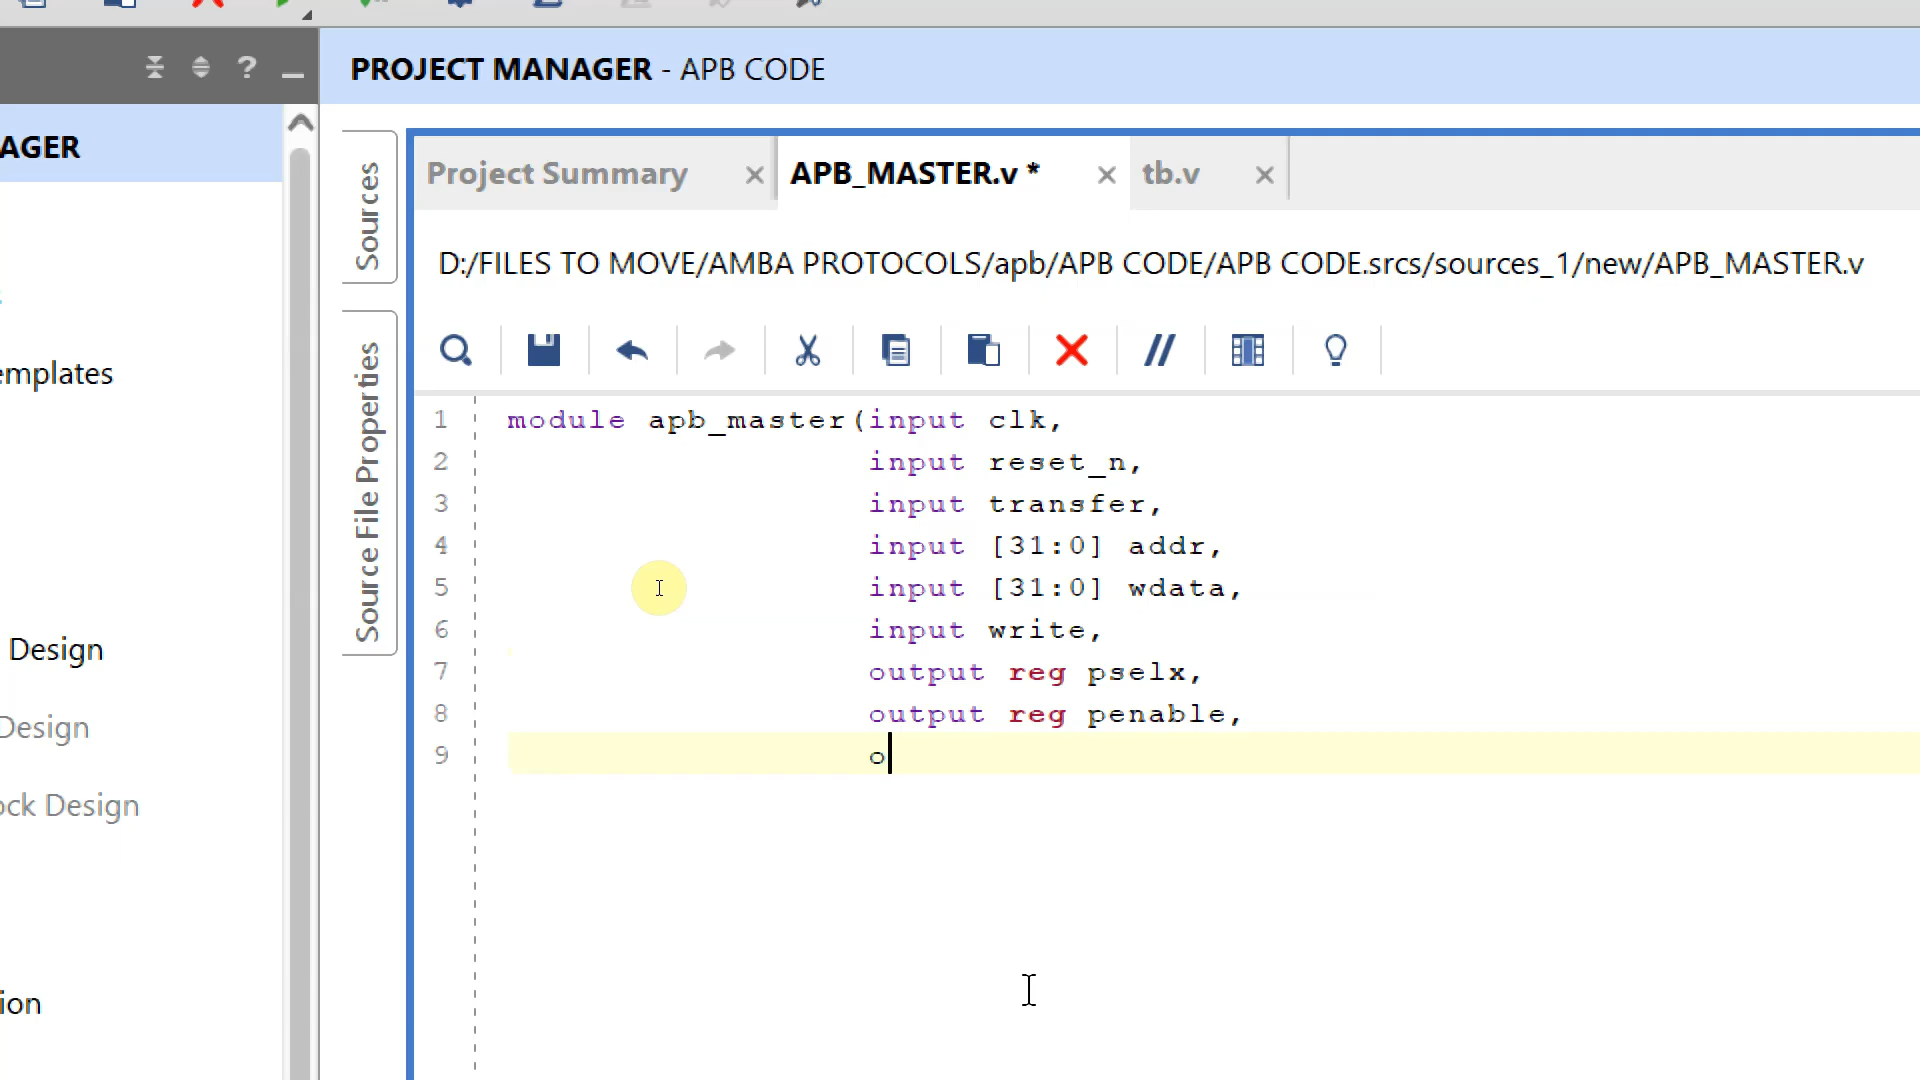 PROJECT MANAGER - APB CODE
AGER
emplates
Design
Design
ock Design
ion
Sources
Source File Properties
Project Summary
APB_MASTER.v *
tb.v
D:/FILES TO MOVE/AMBA PROTOCOLS/apb/APB CODE/APB CODE.srcs/sources_1/new/APB_MASTER.v
1 module apb_master(input clk,
2 input reset_n,
3 input transfer,
4 input [31:0] addr,
5 input [31:0] wdata,
6 input write,
7 output reg pselx,
8 output reg penable,
9 o